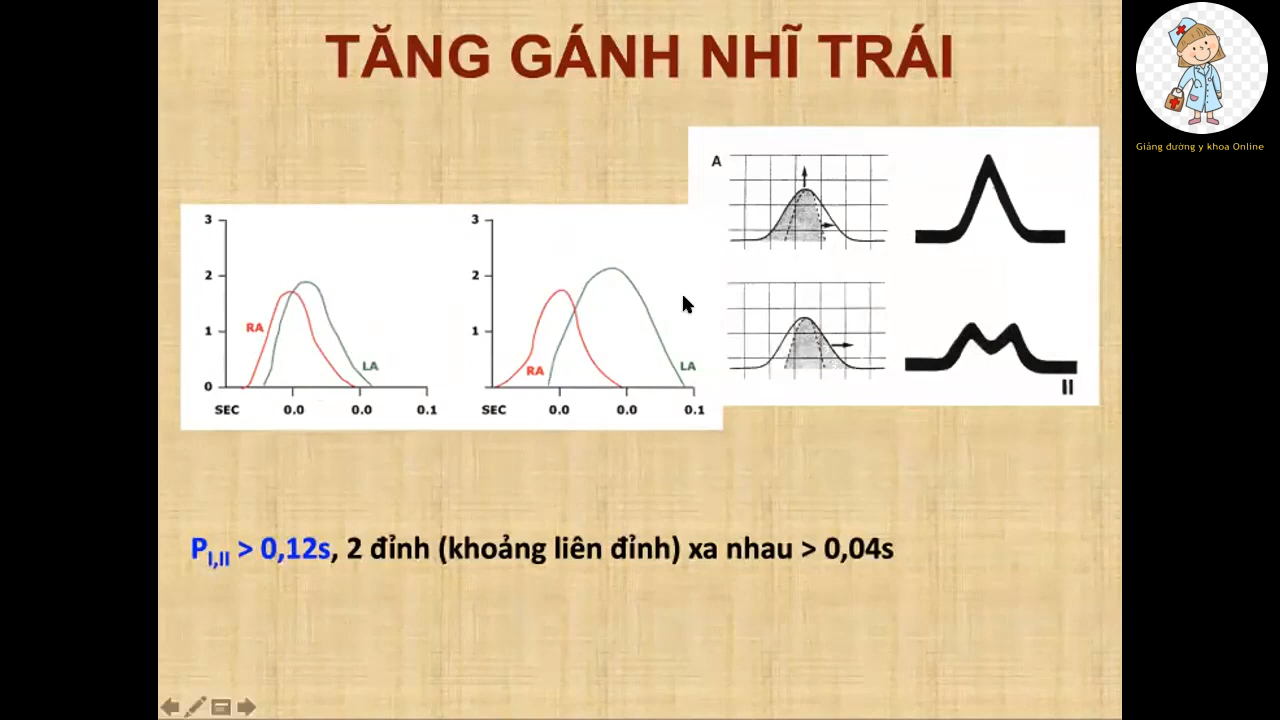 TĂNG GÁNH NHĨ TRÁI
Giảng đường y khoa Online
A
3
2
1
0
RA
LA
SEC 0.0 0.0 0.1
3
2
1
RA
LA
SEC 0.0 0.0 0.1
II
P I,II > 0,12s, 2 đỉnh (khoảng liên đỉnh) xa nhau > 0,04s